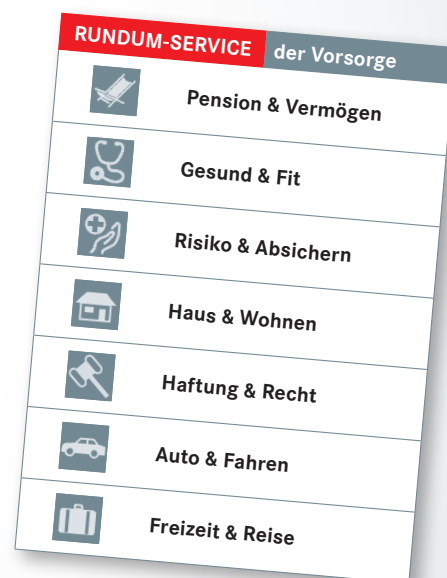 RUNDUM-SERVICE der Vorsorge
Pension & Vermögen
Gesund & Fit
Risiko & Absichern
Haus & Wohnen
Haftung & Recht
Auto & Fahren
Freizeit & Reise